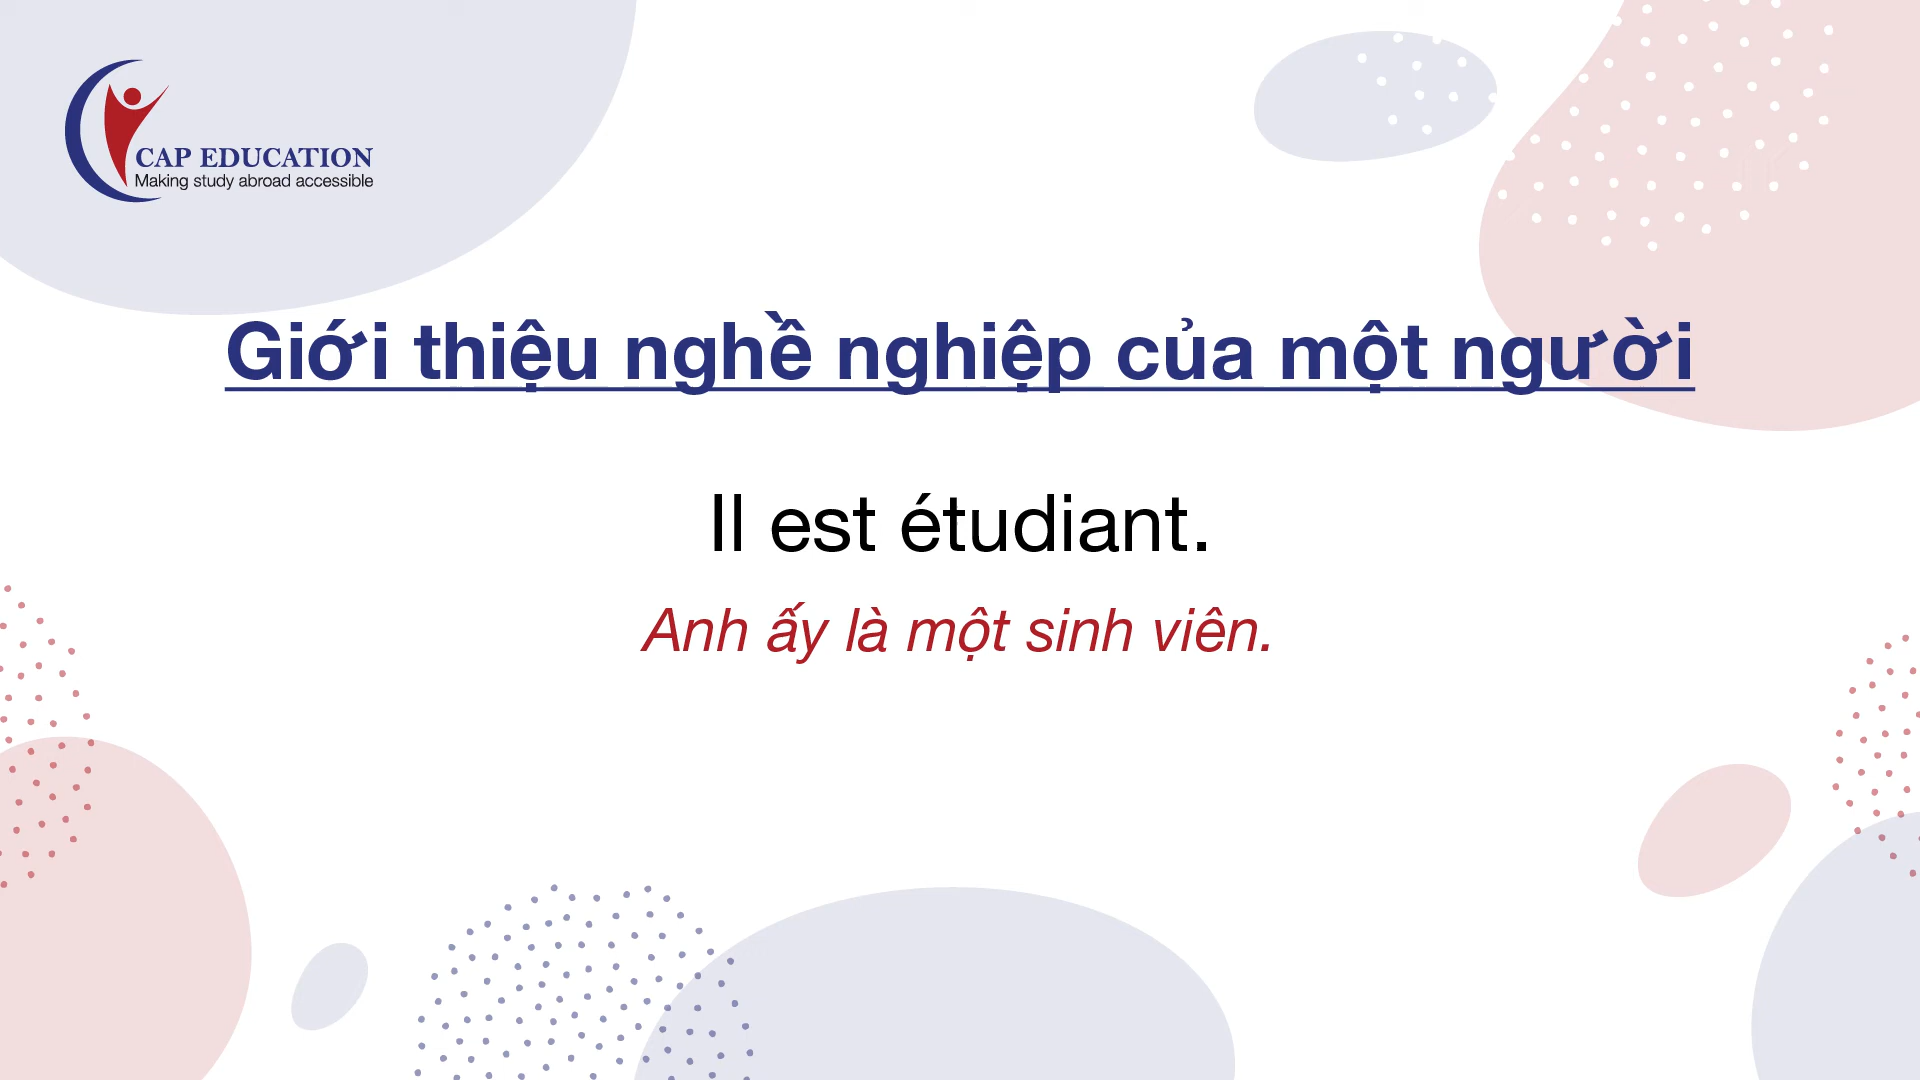 CAP EDUCATION
Making study abroad accessible
Giới thiệu nghề nghiệp của một người
Il est étudiant.
Anh ấy là một sinh viên.